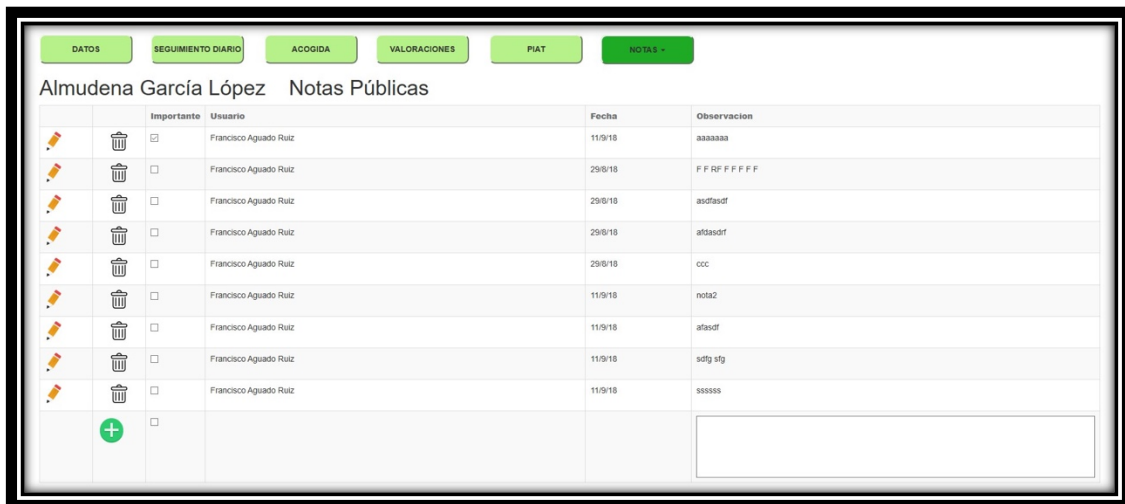 DATOS SEGUIMIENTO DIARIO ACOGIDA VALORACIONES PIAT NOTAS
Almudena García López Notas Públicas
Importante Usuario Fecha Observacion
Francisco Aguado Ruiz 11/9/18 aaaaaaa
Francisco Aguado Ruiz 29/8/18 F F RF F F F F F
Francisco Aguado Ruiz 29/8/18 asdfasdf
Francisco Aguado Ruiz 29/8/18 afdasdrf
Francisco Aguado Ruiz 29/8/18 ccc
Francisco Aguado Ruiz 11/9/18 nota2
Francisco Aguado Ruiz 11/9/18 afasdf
Francisco Aguado Ruiz 11/9/18 sdfg sfg
Francisco Aguado Ruiz 11/9/18 ssssss